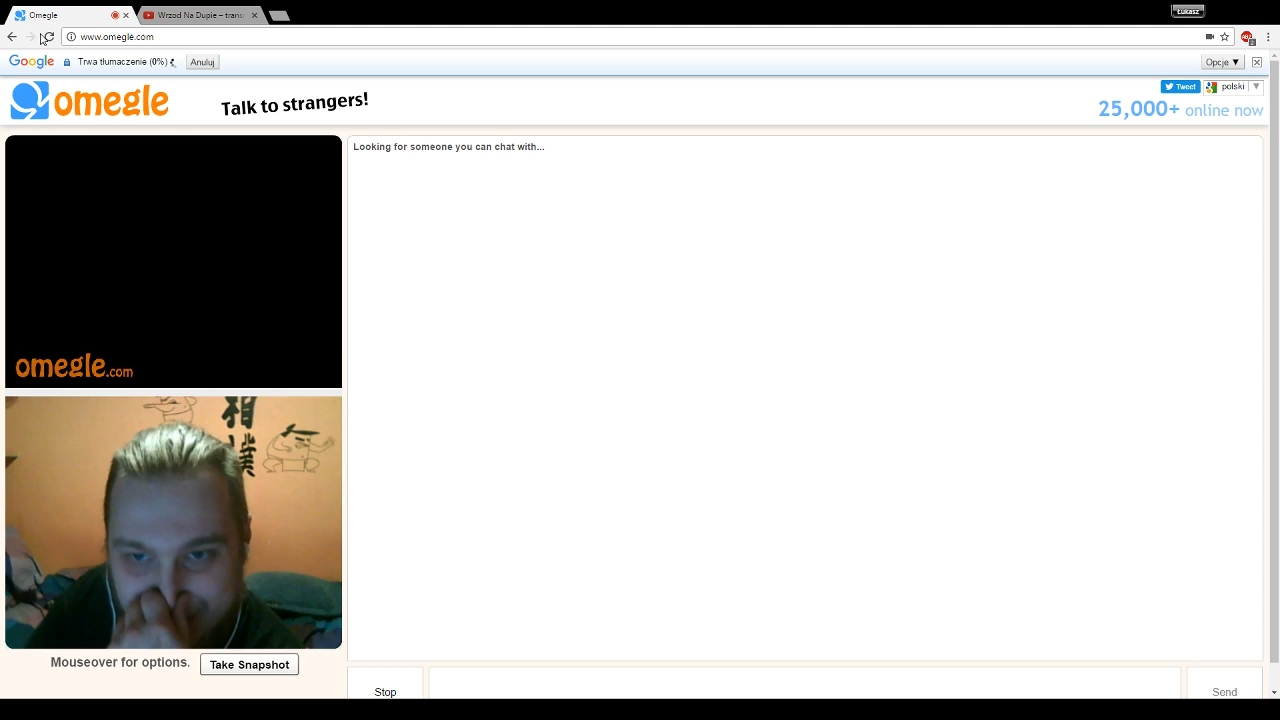 Omegle
Wrzod Na Dupie – trans
Łukasz
www.omegle.com
Google
Trwa tłumaczenie (0%)
Anuluj
Opcje ▼
omegle
Talk to strangers!
Tweet
polski
25,000+ online now
Looking for someone you can chat with...
omegle.com
相
撲
Mouseover for options.
Take Snapshot
Stop
Send